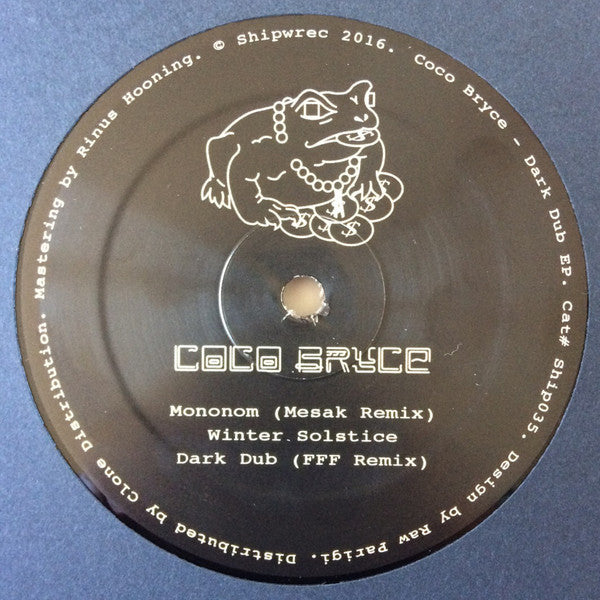 Mastering by Rinus Hooning. © Shipwrec 2016. Coco Bryce - Dark Dub EP. Cat# Ship035. Design by Raw Parigi. Distributed by Clone Distribution.
$
$ $ $ $
COCO BRYCE
Mononom (Mesak Remix)
Winter Solstice
Dark Dub (FFF Remix)